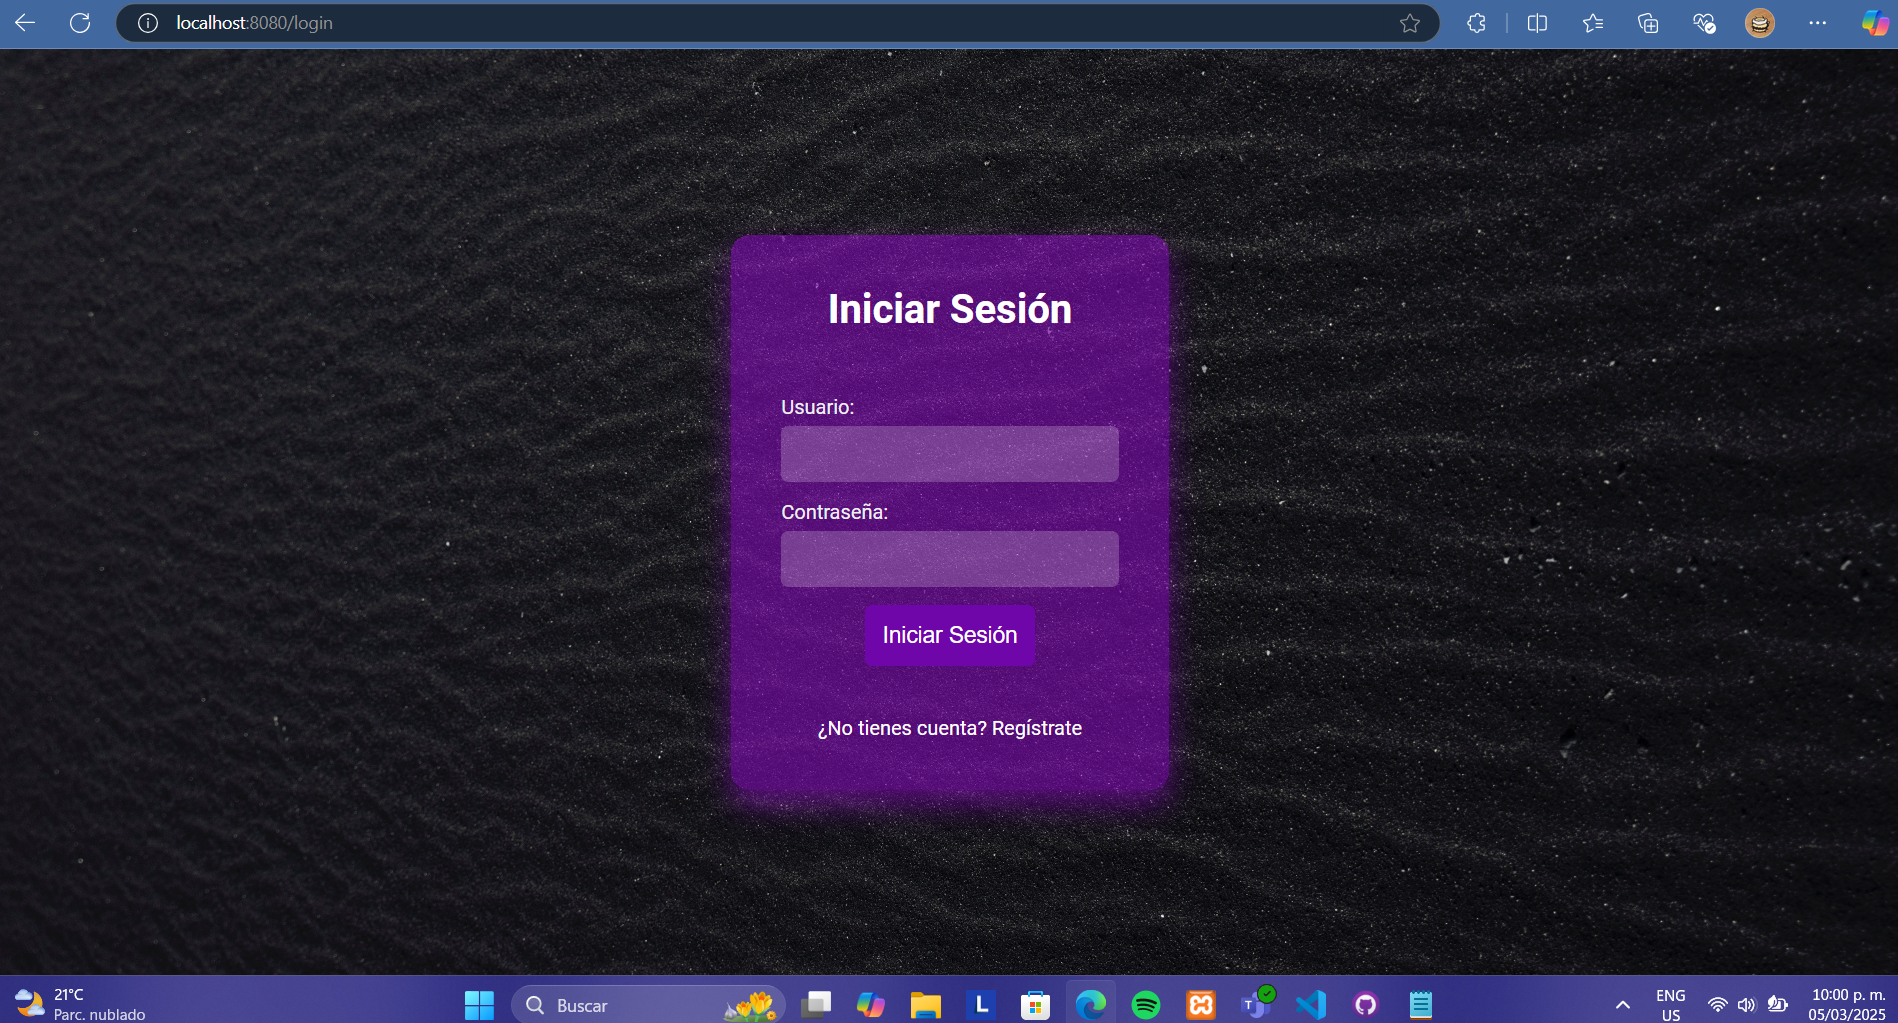 localhost:8080/login
Iniciar Sesión
Usuario:
Contraseña:
Iniciar Sesión
¿No tienes cuenta? Regístrate
21°C
Parc. nublado
Buscar
L
T
ENG
US
10:00 p. m.
05/03/2025